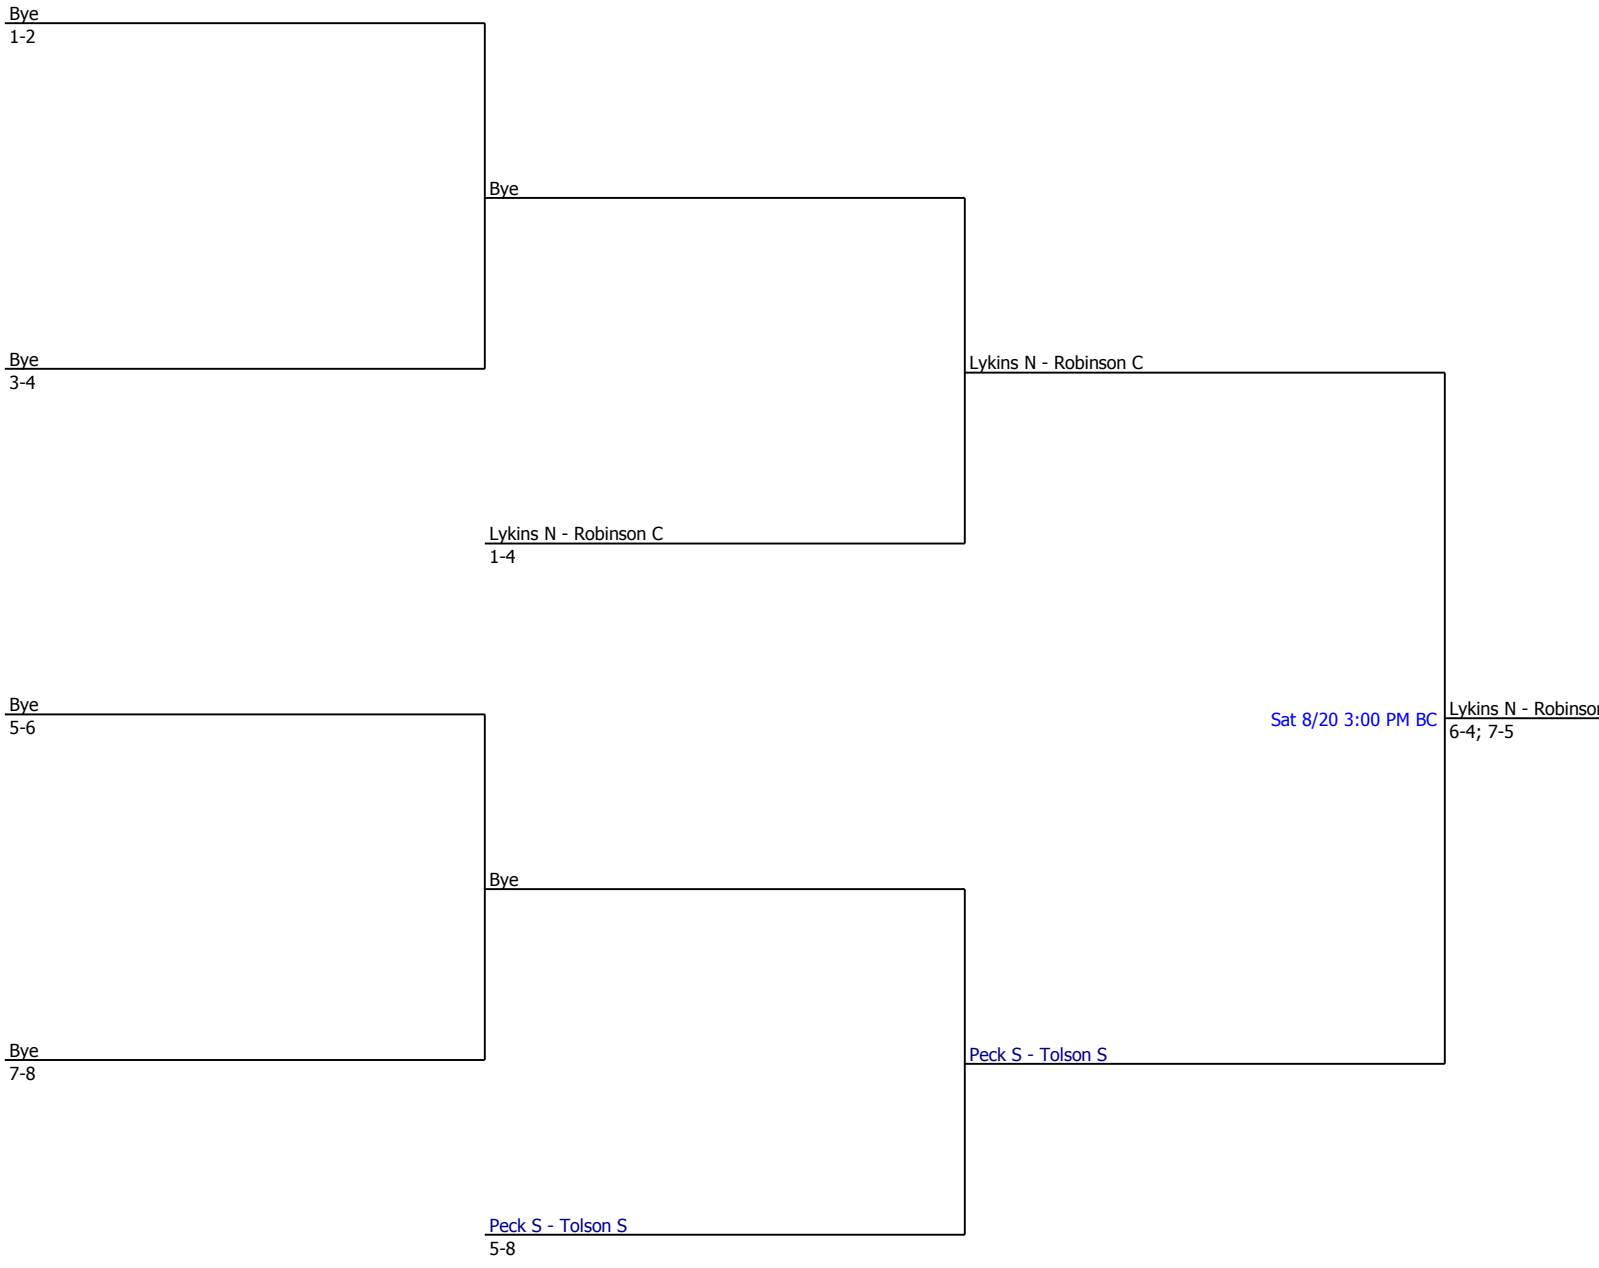 Bye
1-2
Bye
Bye
3-4
Lykins N - Robinson C
Lykins N - Robinson C
1-4
Bye
5-6
Sat 8/20 3:00 PM BC
Lykins N - Robinson
6-4; 7-5
Bye
Bye
7-8
Peck S - Tolson S
Peck S - Tolson S
5-8